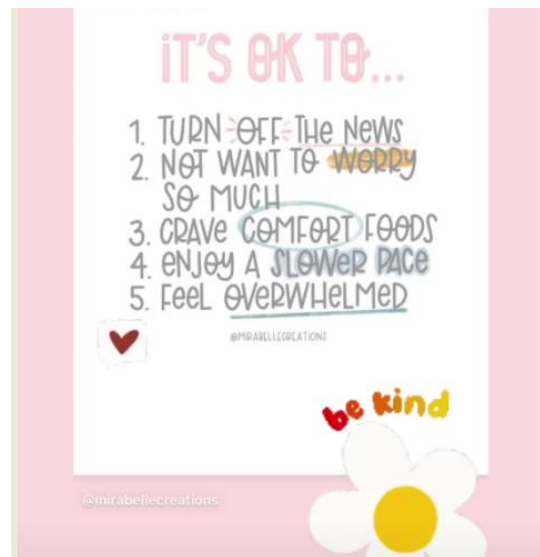 iT'S OK TO...
1. TURN OFF THE NeWS
2. NOT WANT TO WORRY
SO MUCH
3. CRAVe COMFORT FOODS
4. eNJOY A SLOWeR PACe
5. FeeL OVeRWHeLMeD
@MIRABELLECREATIONS
be kind
@mirabellecreations